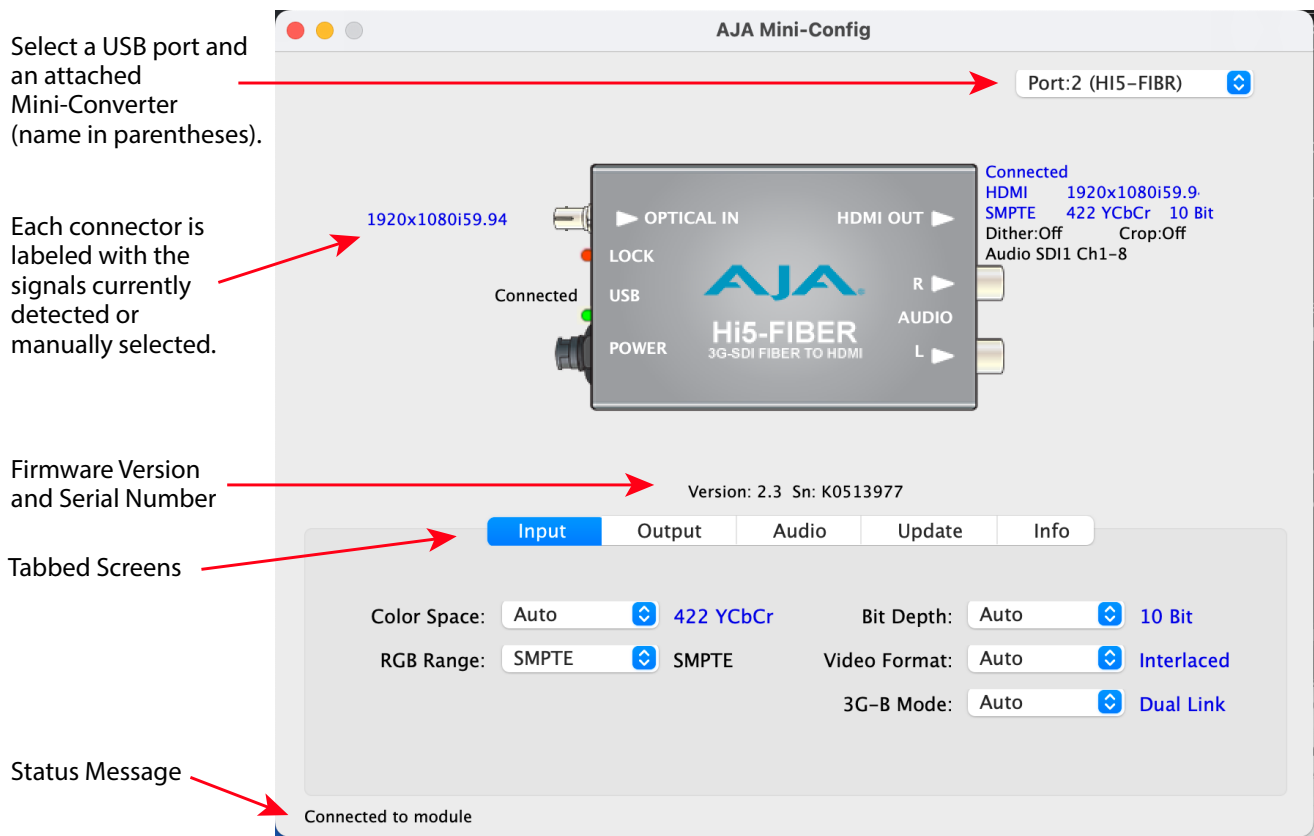 AJA Mini-Config
Select a USB port and
an attached
Mini-Converter
(name in parentheses).
Port:2 (HI5-FIBR)
Each connector is
labeled with the
signals currently
detected or
manually selected.
1920x1080i59.94
Connected
OPTICAL IN
LOCK
USB
POWER
HDMI OUT
R
AUDIO
L
AJA
Hi5-FIBER
3G-SDI FIBER TO HDMI
Connected
HDMI 1920x1080i59.9
SMPTE 422 YCbCr 10 Bit
Dither:Off Crop:Off
Audio SDI1 Ch1-8
Firmware Version
and Serial Number
Version: 2.3 Sn: K0513977
Tabbed Screens
Input Output Audio Update Info
Color Space: Auto 422 YCbCr Bit Depth: Auto 10 Bit
RGB Range: SMPTE SMPTE Video Format: Auto Interlaced
3G-B Mode: Auto Dual Link
Status Message
Connected to module